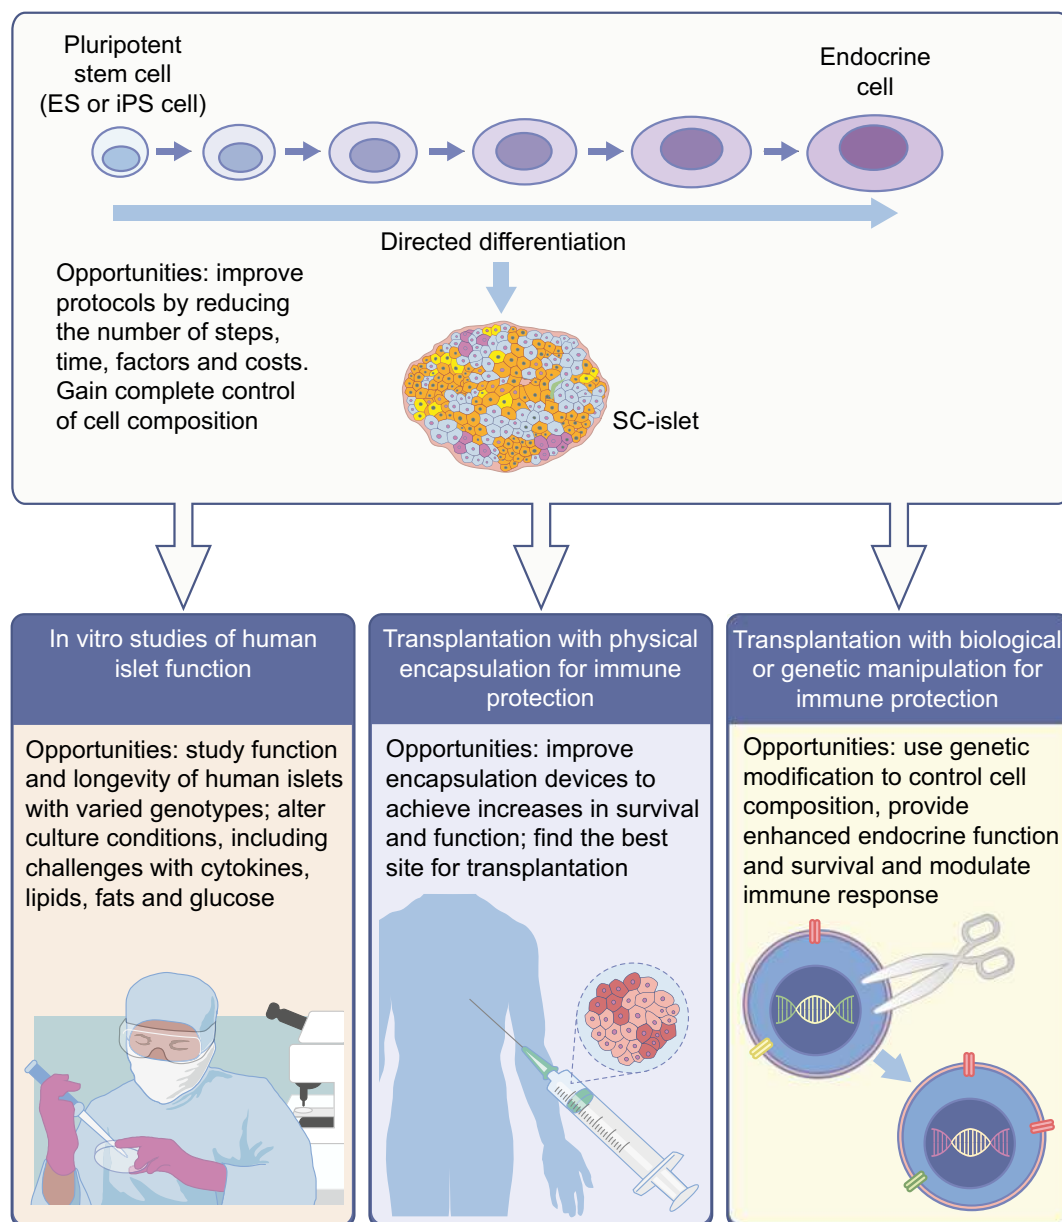 Pluripotent
stem cell
(ES or iPS cell)
Endocrine
cell
Directed differentiation
Opportunities: improve
protocols by reducing
the number of steps,
time, factors and costs.
Gain complete control
of cell composition
SC-islet
In vitro studies of human
islet function
Opportunities: study function
and longevity of human islets
with varied genotypes; alter
culture conditions, including
challenges with cytokines,
lipids, fats and glucose
Transplantation with physical
encapsulation for immune
protection
Opportunities: improve
encapsulation devices to
achieve increases in survival
and function; find the best
site for transplantation
Transplantation with biological
or genetic manipulation for
immune protection
Opportunities: use genetic
modification to control cell
composition, provide
enhanced endocrine function
and survival and modulate
immune response